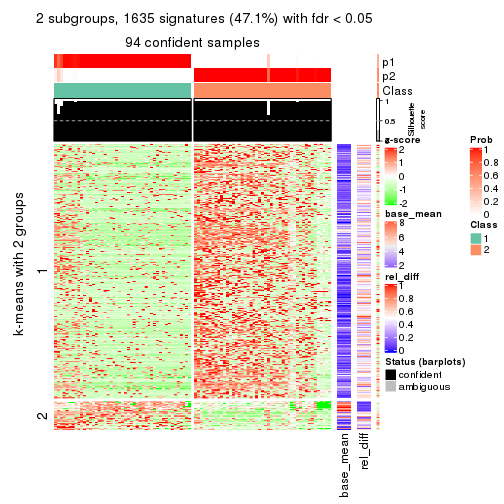 2 subgroups, 1635 signatures (47.1%) with fdr < 0.05
94 confident samples
p1
p2
Class
1
0.5
0
Silhouette
score
k-means with 2 groups
1
2
base_mean
rel_diff
z-score
2
1
0
-1
-2
base_mean
8
6
4
2
rel_diff
1
0.8
0.6
0.4
0.2
0
Status (barplots)
confident
ambiguous
Prob
1
0.8
0.6
0.4
0.2
0
Class
1
2